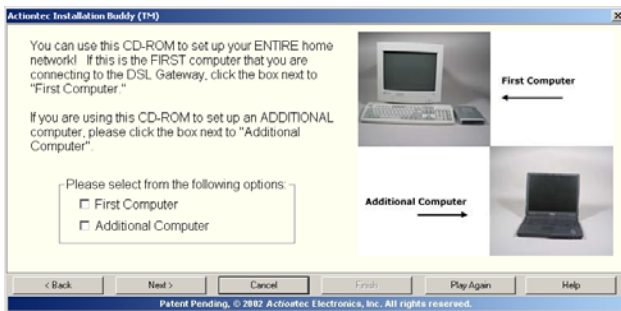 Actiontec Installation Buddy (TM)
You can use this CD-ROM to set up your ENTIRE home
network! If this is the FIRST computer that you are
connecting to the DSL Gateway, click the box next to
"First Computer."
If you are using this CD-ROM to set up an ADDITIONAL
computer, please click the box next to "Additional
Computer".
Please select from the following options:
First Computer
Additional Computer
First Computer
Additional Computer
< Back
Next >
Cancel
Finish
Play Again
Help
Patent Pending, © 2002 Actiontec Electronics, Inc. All rights reserved.